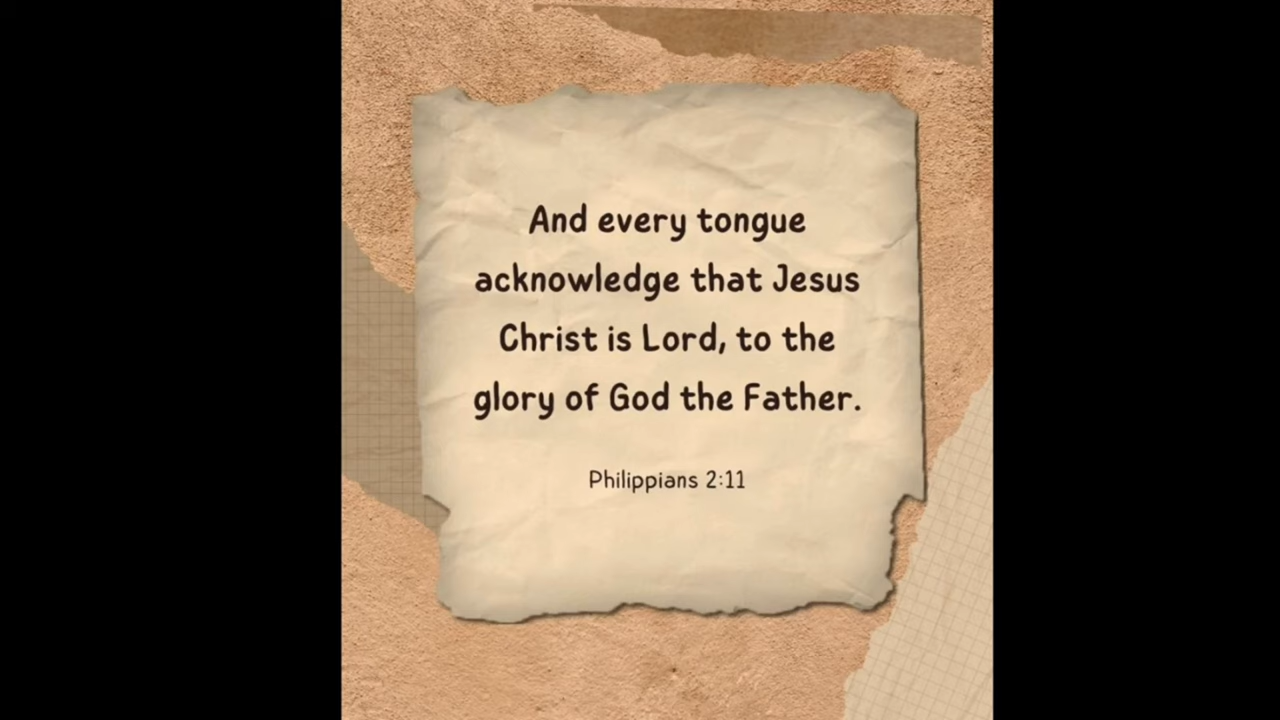 And every tongue
acknowledge that Jesus
Christ is Lord, to the
glory of God the Father.
Philippians 2:11